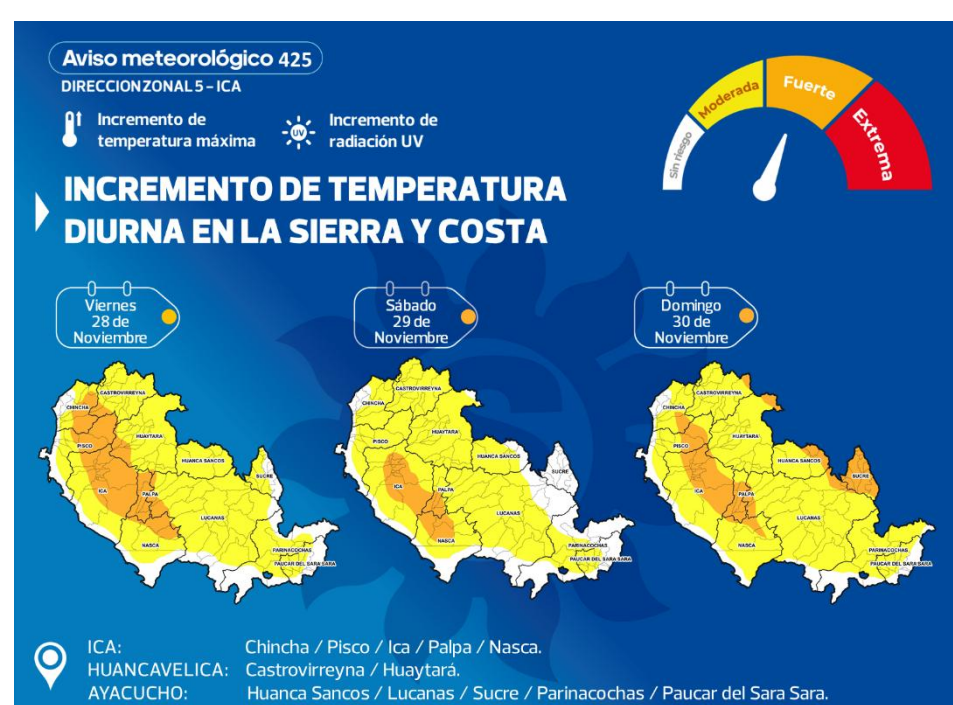 Aviso meteorológico 425
DIRECCION ZONAL 5 - ICA
Incremento de
temperatura máxima
UV
Incremento de
radiación UV
Sin riesgo
Moderada
Fuerte
Extrema
INCREMENTO DE TEMPERATURA
DIURNA EN LA SIERRA Y COSTA
Viernes
28 de
Noviembre
Sábado
29 de
Noviembre
Domingo
30 de
Noviembre
CASTROVIRREYNA
CHINCHA
PISCO
HUAYTARÁ
HUANCA SANCOS
SUCRE
ICA
PALPA
LUCANAS
NASCA
PARINACOCHAS
PAUCAR DEL SARA SARA
CASTROVIRREYNA
CHINCHA
PISCO
HUAYTARÁ
HUANCA SANCOS
SUCRE
ICA
PALPA
LUCANAS
NASCA
PARINACOCHAS
PAUCAR DEL SARA SARA
CASTROVIRREYNA
CHINCHA
PISCO
HUAYTARÁ
HUANCA SANCOS
SUCRE
ICA
PALPA
LUCANAS
NASCA
PARINACOCHAS
PAUCAR DEL SARA SARA
ICA: Chincha / Pisco / Ica / Palpa / Nasca.
HUANCAVELICA: Castrovirreyna / Huaytará.
AYACUCHO: Huanca Sancos / Lucanas / Sucre / Parinacochas / Paucar del Sara Sara.